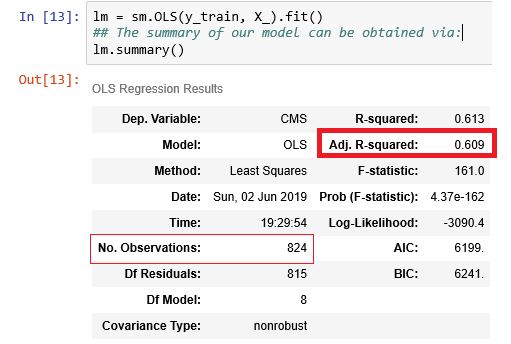 In [13]: lm = sm.OLS(y_train, X_).fit()
## The summary of our model can be obtained via:
lm.summary()
Out[13]: OLS Regression Results
Dep. Variable: CMS R-squared: 0.613
Model: OLS Adj. R-squared: 0.609
Method: Least Squares F-statistic: 161.0
Date: Sun, 02 Jun 2019 Prob (F-statistic): 4.37e-162
Time: 19:29:54 Log-Likelihood: -3090.4
No. Observations: 824 AIC: 6199.
Df Residuals: 815 BIC: 6241.
Df Model: 8
Covariance Type: nonrobust